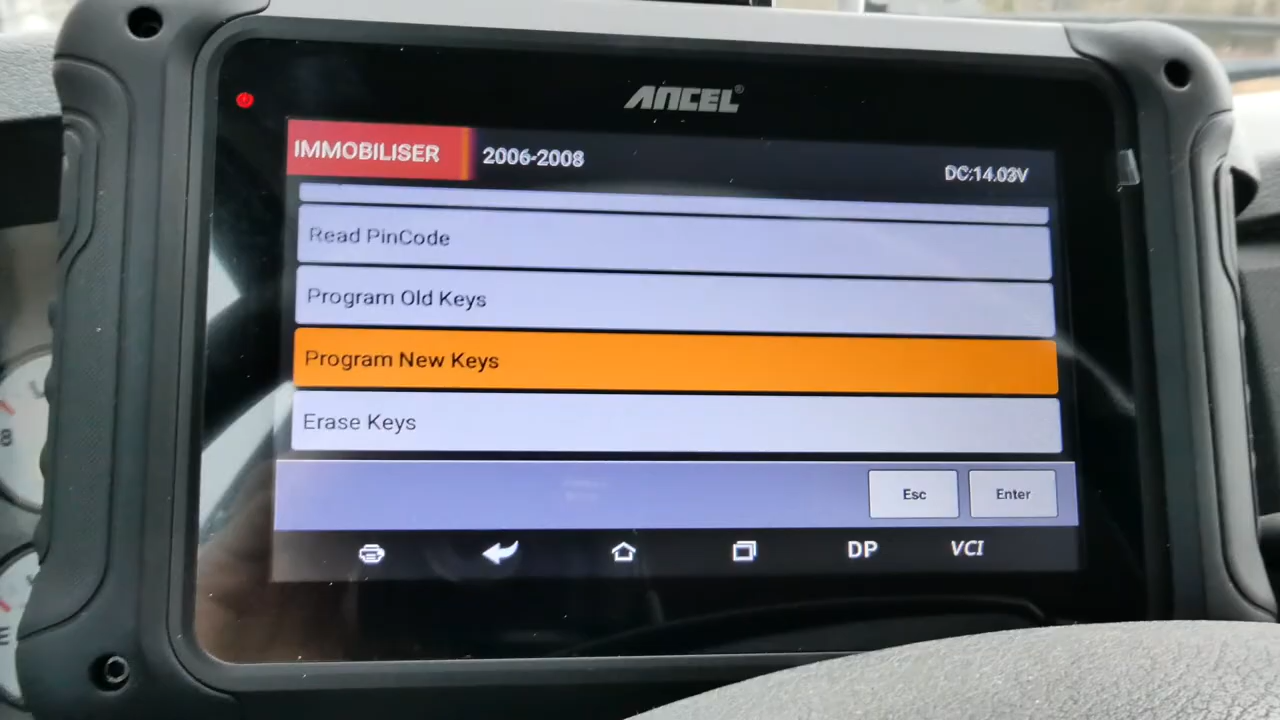 ANCEL®
IMMOBILISER 2006-2008 DC:14.03V
Read PinCode
Program Old Keys
Program New Keys
Erase Keys
Esc Enter
DP VCI
8
E